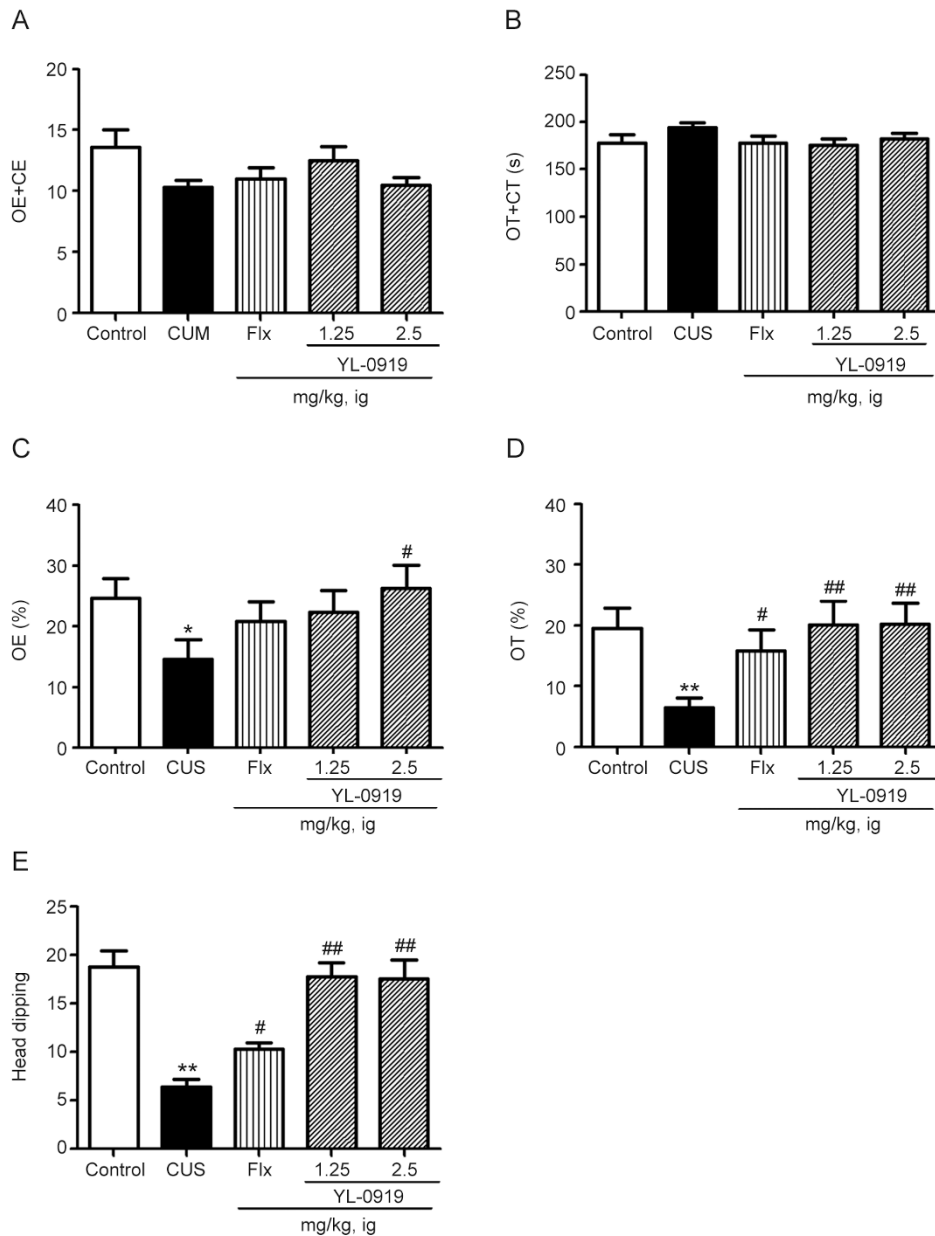 A
20
15
10
5
0
OE+CE
Control CUM Flx 1.25 2.5
YL-0919
mg/kg, ig
B
250
200
150
100
50
0
OT+CT (s)
Control CUS Flx 1.25 2.5
YL-0919
mg/kg, ig
C
40
30
20
10
0
OE (%)
*
#
Control CUS Flx 1.25 2.5
YL-0919
mg/kg, ig
D
40
30
20
10
0
OT (%)
**
#
##
##
Control CUS Flx 1.25 2.5
YL-0919
mg/kg, ig
E
25
20
15
10
5
0
Head dipping
**
#
##
##
Control CUS Flx 1.25 2.5
YL-0919
mg/kg, ig